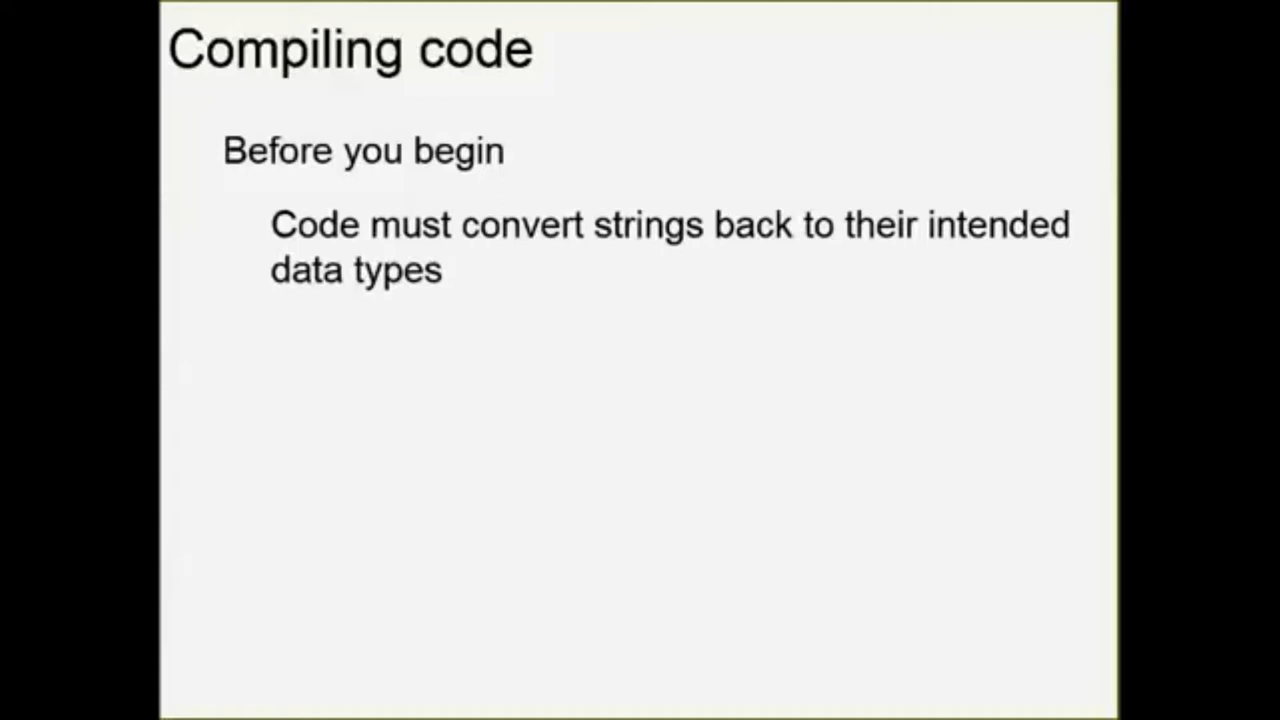 Compiling code
Before you begin
Code must convert strings back to their intended
data types